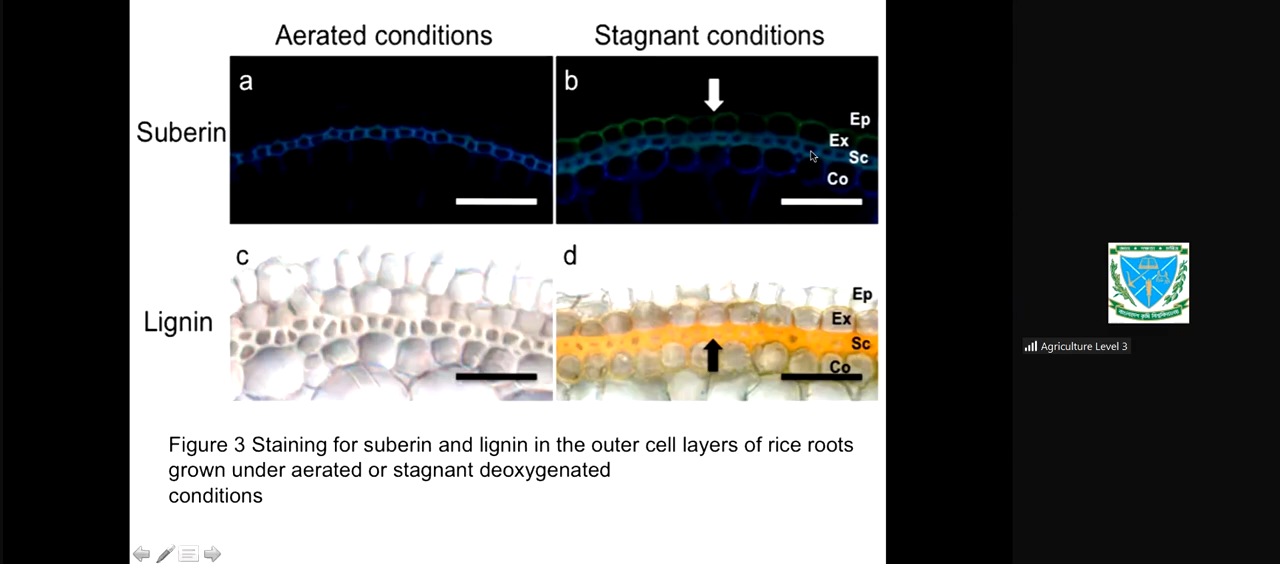 Aerated conditions
Stagnant conditions
a
b
Suberin
Ep
Ex
Sc
Co
c
d
Lignin
Ep
Ex
Sc
Co
Figure 3 Staining for suberin and lignin in the outer cell layers of rice roots
grown under aerated or stagnant deoxygenated
conditions
Agriculture Level 3